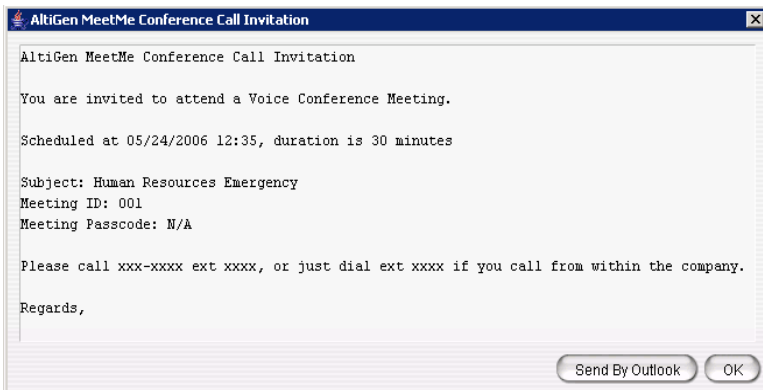 AltiGen MeetMe Conference Call Invitation
AltiGen MeetMe Conference Call Invitation
You are invited to attend a Voice Conference Meeting.
Scheduled at 05/24/2006 12:35, duration is 30 minutes
Subject: Human Resources Emergency
Meeting ID: 001
Meeting Passcode: N/A
Please call xxx-xxxx ext xxxx, or just dial ext xxxx if you call from within the company.
Regards,
Send By Outlook
OK